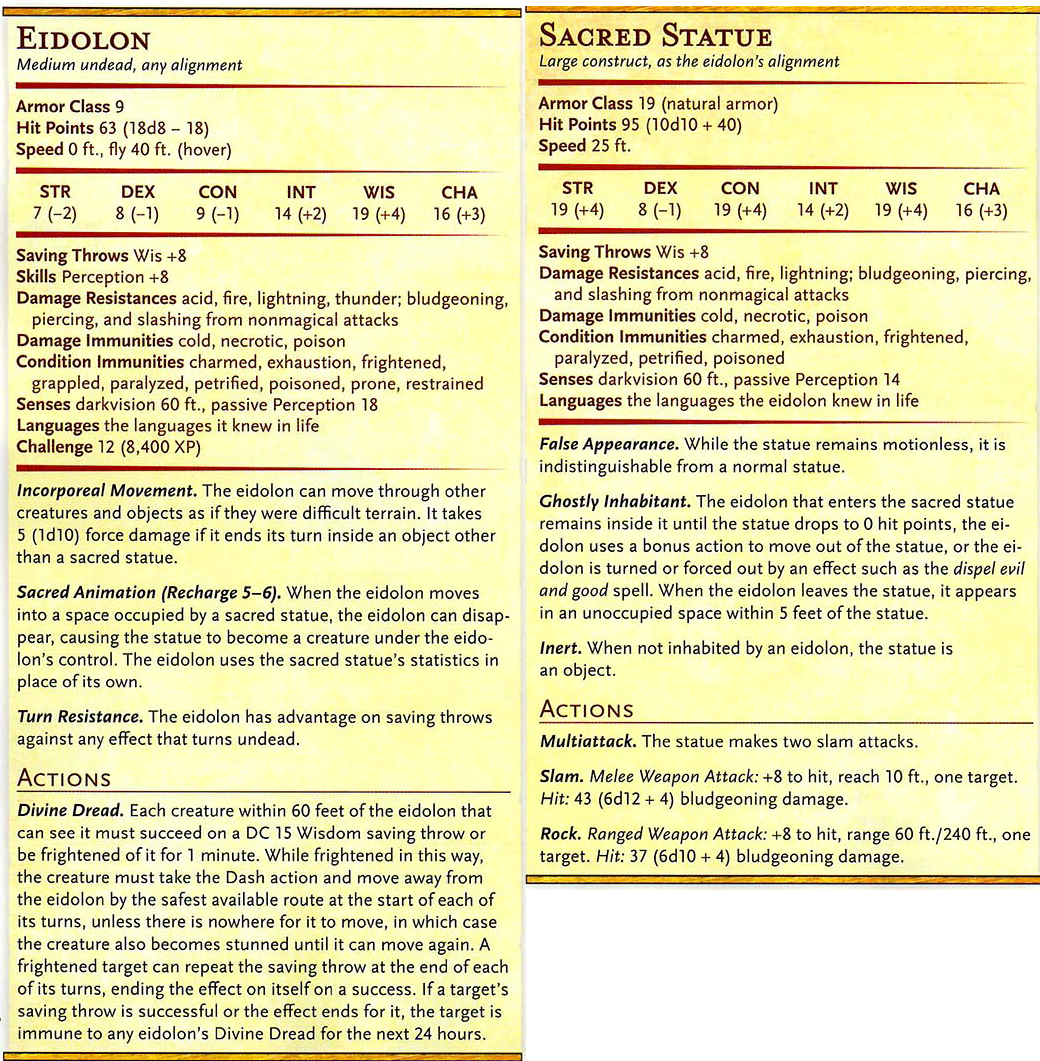 EIDOLON
Medium undead, any alignment
Armor Class 9
Hit Points 63 (18d8 – 18)
Speed 0 ft., fly 40 ft. (hover)
STR DEX CON INT WIS CHA
7 (–2) 8 (–1) 9 (–1) 14 (+2) 19 (+4) 16 (+3)
Saving Throws Wis +8
Skills Perception +8
Damage Resistances acid, fire, lightning, thunder; bludgeoning,
piercing, and slashing from nonmagical attacks
Damage Immunities cold, necrotic, poison
Condition Immunities charmed, exhaustion, frightened,
grappled, paralyzed, petrified, poisoned, prone, restrained
Senses darkvision 60 ft., passive Perception 18
Languages the languages it knew in life
Challenge 12 (8,400 XP)
Incorporeal Movement. The eidolon can move through other
creatures and objects as if they were difficult terrain. It takes
5 (1d10) force damage if it ends its turn inside an object other
than a sacred statue.
Sacred Animation (Recharge 5–6). When the eidolon moves
into a space occupied by a sacred statue, the eidolon can disap-
pear, causing the statue to become a creature under the eido-
lon's control. The eidolon uses the sacred statue's statistics in
place of its own.
Turn Resistance. The eidolon has advantage on saving throws
against any effect that turns undead.
ACTIONS
Divine Dread. Each creature within 60 feet of the eidolon that
can see it must succeed on a DC 15 Wisdom saving throw or
be frightened of it for 1 minute. While frightened in this way,
the creature must take the Dash action and move away from
the eidolon by the safest available route at the start of each of
its turns, unless there is nowhere for it to move, in which case
the creature also becomes stunned until it can move again. A
frightened target can repeat the saving throw at the end of each
of its turns, ending the effect on itself on a success. If a target's
saving throw is successful or the effect ends for it, the target is
immune to any eidolon's Divine Dread for the next 24 hours.
SACRED STATUE
Large construct, as the eidolon's alignment
Armor Class 19 (natural armor)
Hit Points 95 (10d10 + 40)
Speed 25 ft.
STR DEX CON INT WIS CHA
19 (+4) 8 (–1) 19 (+4) 14 (+2) 19 (+4) 16 (+3)
Saving Throws Wis +8
Damage Resistances acid, fire, lightning; bludgeoning, piercing,
and slashing from nonmagical attacks
Damage Immunities cold, necrotic, poison
Condition Immunities charmed, exhaustion, frightened,
paralyzed, petrified, poisoned
Senses darkvision 60 ft., passive Perception 14
Languages the languages the eidolon knew in life
False Appearance. While the statue remains motionless, it is
indistinguishable from a normal statue.
Ghostly Inhabitant. The eidolon that enters the sacred statue
remains inside it until the statue drops to 0 hit points, the ei-
dolon uses a bonus action to move out of the statue, or the ei-
dolon is turned or forced out by an effect such as the dispel evil
and good spell. When the eidolon leaves the statue, it appears
in an unoccupied space within 5 feet of the statue.
Inert. When not inhabited by an eidolon, the statue is
an object.
ACTIONS
Multiattack. The statue makes two slam attacks.
Slam. Melee Weapon Attack: +8 to hit, reach 10 ft., one target.
Hit: 43 (6d12 + 4) bludgeoning damage.
Rock. Ranged Weapon Attack: +8 to hit, range 60 ft./240 ft., one
target. Hit: 37 (6d10 + 4) bludgeoning damage.